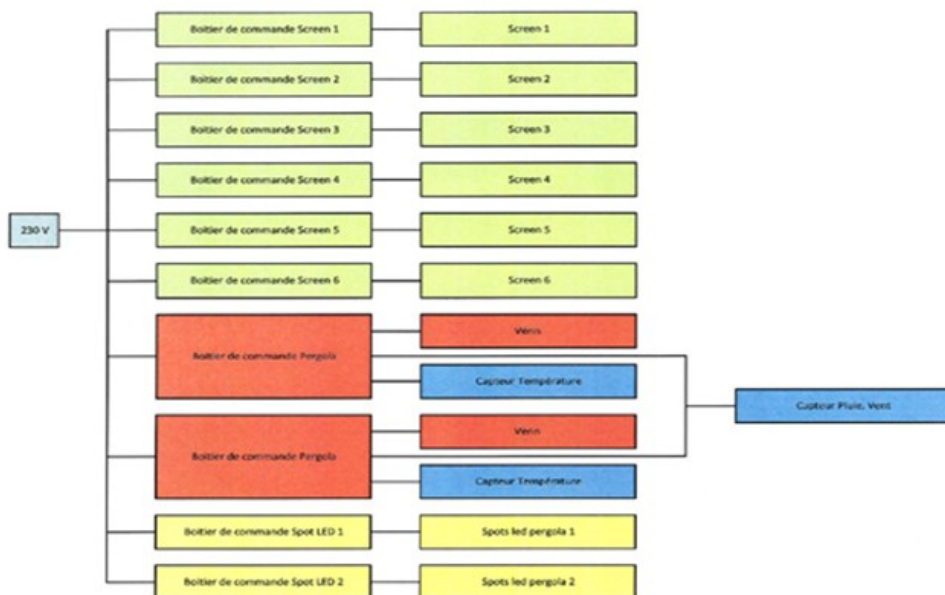 Boitier de commande Screen 1
Screen 1
Boitier de commande Screen 2
Screen 2
Boitier de commande Screen 3
Screen 3
Boitier de commande Screen 4
Screen 4
230 V
Boitier de commande Screen 5
Screen 5
Boitier de commande Screen 6
Screen 6
Boitier de commande Pergola
Verin
Capteur Température
Capteur Pluie, Vent
Boitier de commande Pergola
Verin
Capteur Température
Boitier de commande Spot LED 1
Spots led pergola 1
Boitier de commande Spot LED 2
Spots led pergola 2